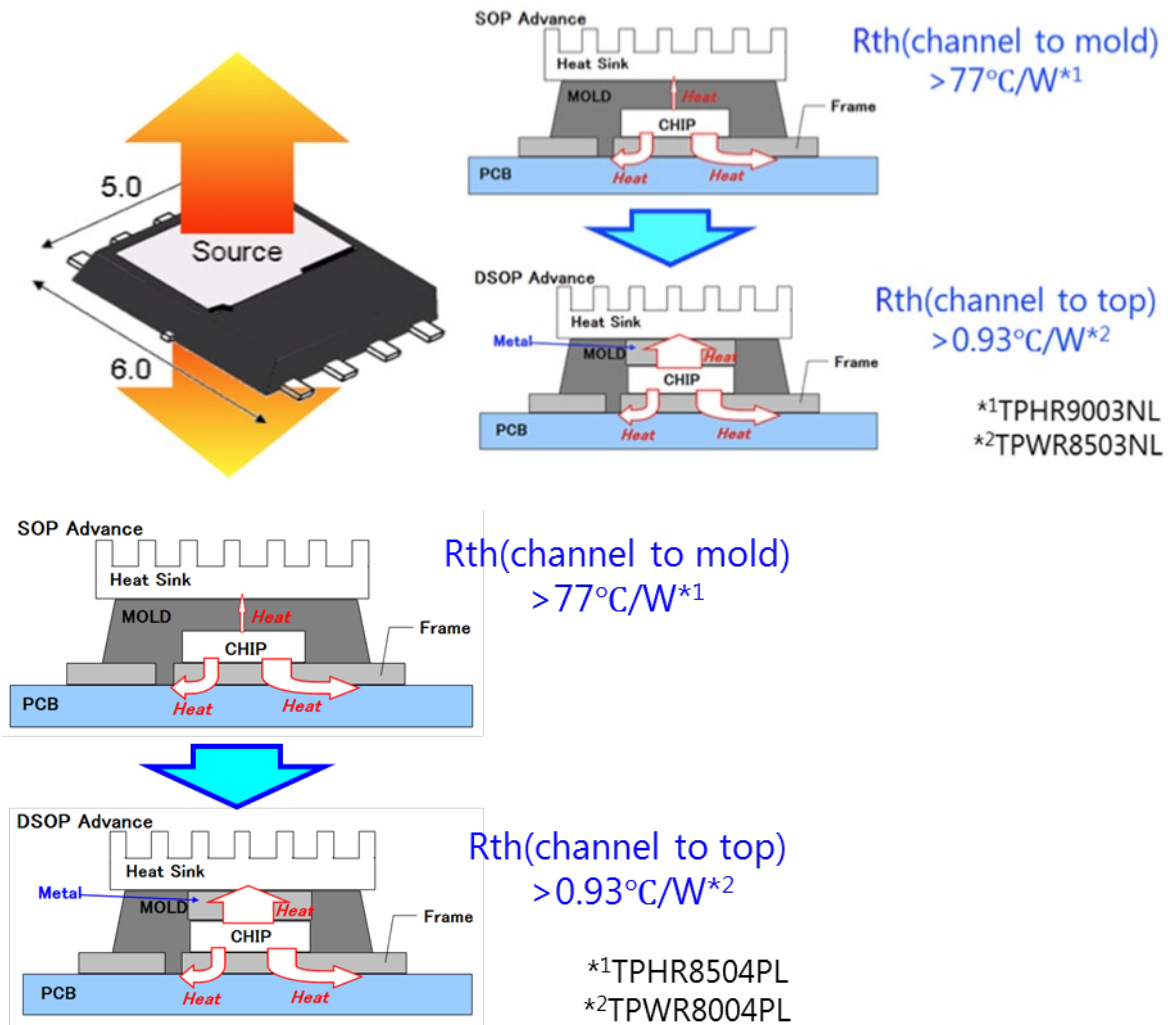 5.0
Source
6.0
SOP Advance
Heat Sink
MOLD
Heat
CHIP
Frame
PCB
Heat
Heat
Rth(channel to mold)
>77℃/W*1
DSOP Advance
Heat Sink
Metal
MOLD
Heat
CHIP
Frame
PCB
Heat
Heat
Rth(channel to top)
>0.93℃/W*2
*1TPHR9003NL
*2TPWR8503NL
SOP Advance
Heat Sink
MOLD
Heat
CHIP
Frame
PCB
Heat
Heat
Rth(channel to mold)
>77℃/W*1
DSOP Advance
Heat Sink
Metal
MOLD
Heat
CHIP
Frame
PCB
Heat
Heat
Rth(channel to top)
>0.93℃/W*2
*1TPHR8504PL
*2TPWR8004PL